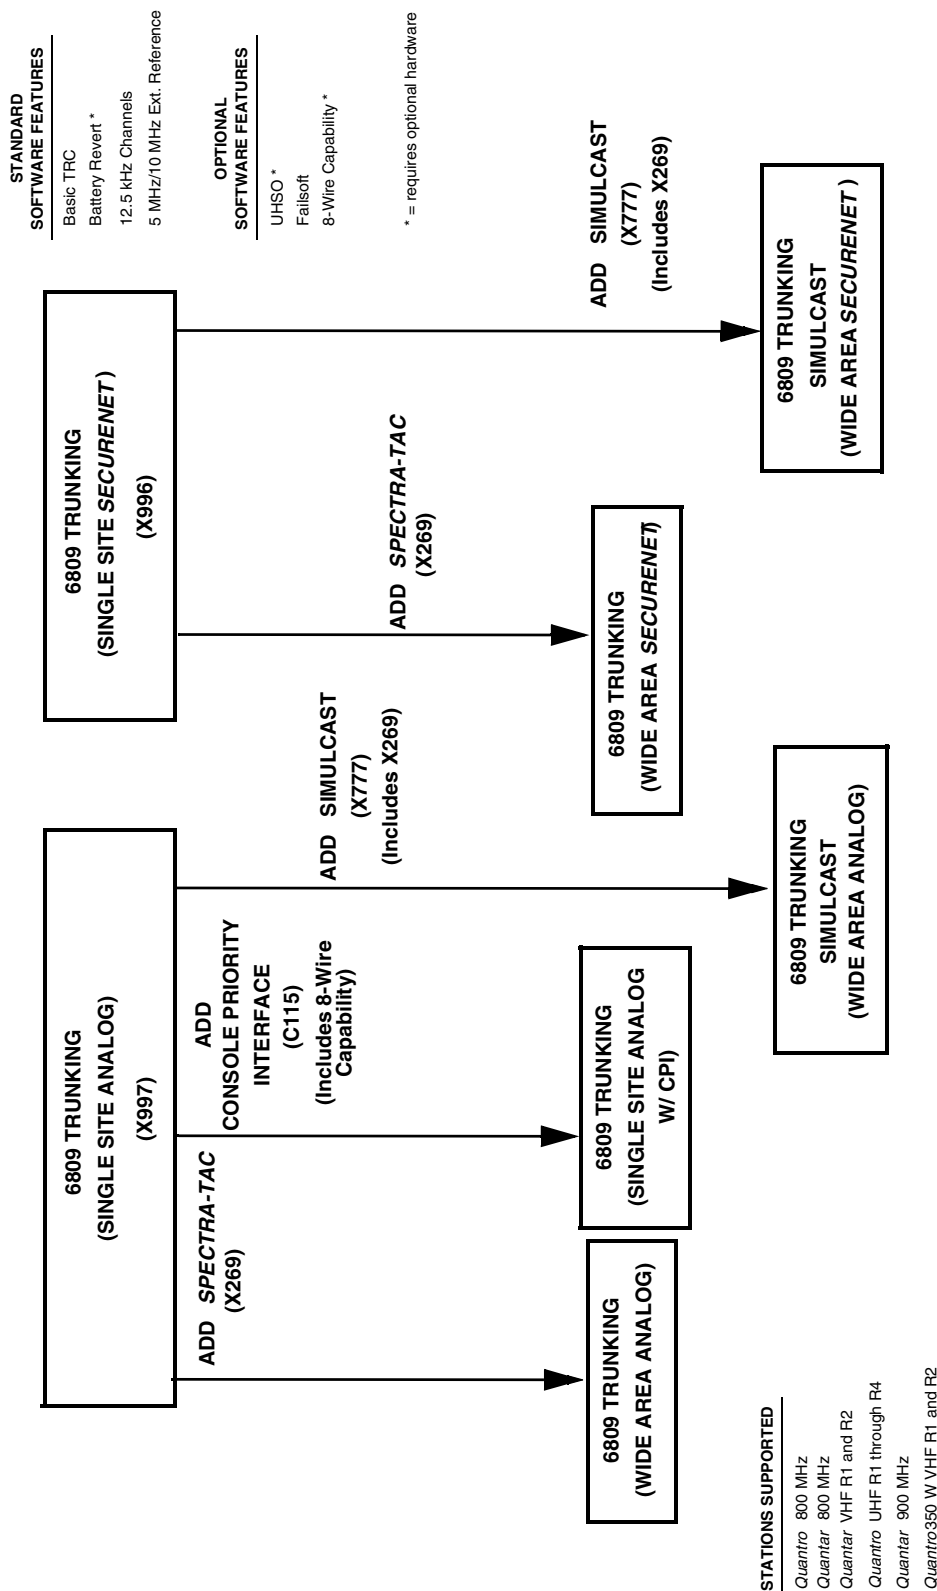 6809 TRUNKING
(SINGLE SITE ANALOG)
(X997)
6809 TRUNKING
(SINGLE SITE SECURENET)
(X996)
STANDARD
SOFTWARE FEATURES
Basic TRC
Battery Revert *
12.5 kHz Channels
5 MHz/10 MHz Ext. Reference
OPTIONAL
SOFTWARE FEATURES
UHSO *
Failsoft
8-Wire Capability *
* = requires optional hardware
ADD SPECTRA-TAC
(X269)
ADD
CONSOLE PRIORITY
INTERFACE
(C115)
(Includes 8-Wire
Capability)
ADD SIMULCAST
(X777)
(Includes X269)
ADD SPECTRA-TAC
(X269)
ADD SIMULCAST
(X777)
(Includes X269)
6809 TRUNKING
(WIDE AREA ANALOG)
6809 TRUNKING
(SINGLE SITE ANALOG
W/ CPI)
6809 TRUNKING
SIMULCAST
(WIDE AREA ANALOG)
6809 TRUNKING
(WIDE AREA SECURENET)
6809 TRUNKING
SIMULCAST
(WIDE AREA SECURENET )
STATIONS SUPPORTED
Quantro 800 MHz
Quantar 800 MHz
Quantar VHF R1 and R2
Quantro UHF R1 through R4
Quantar 900 MHz
Quantro350 W VHF R1 and R2